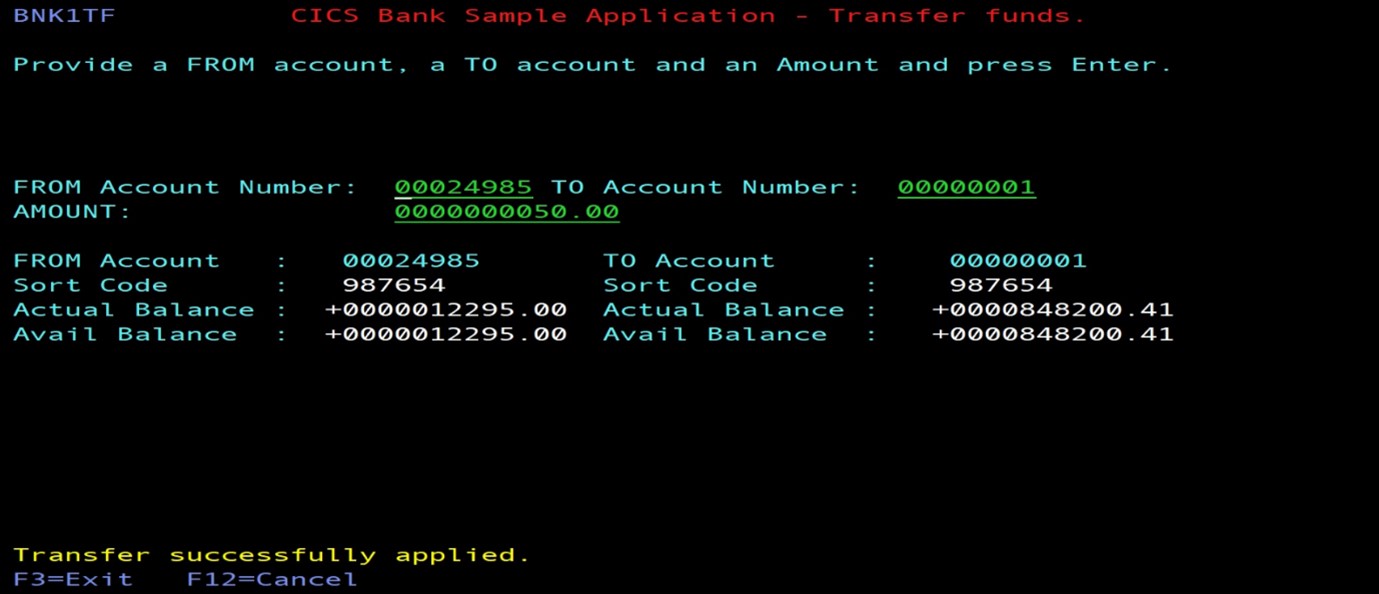 BNK1TF CICS Bank Sample Application - Transfer funds.
Provide a FROM account, a TO account and an Amount and press Enter.
FROM Account Number: 00024985 TO Account Number: 00000001
AMOUNT: 0000000050.00
FROM Account : 00024985 TO Account : 00000001
Sort Code : 987654 Sort Code : 987654
Actual Balance : +0000012295.00 Actual Balance : +0000848200.41
Avail Balance : +0000012295.00 Avail Balance : +0000848200.41
Transfer successfully applied.
F3=Exit F12=Cancel